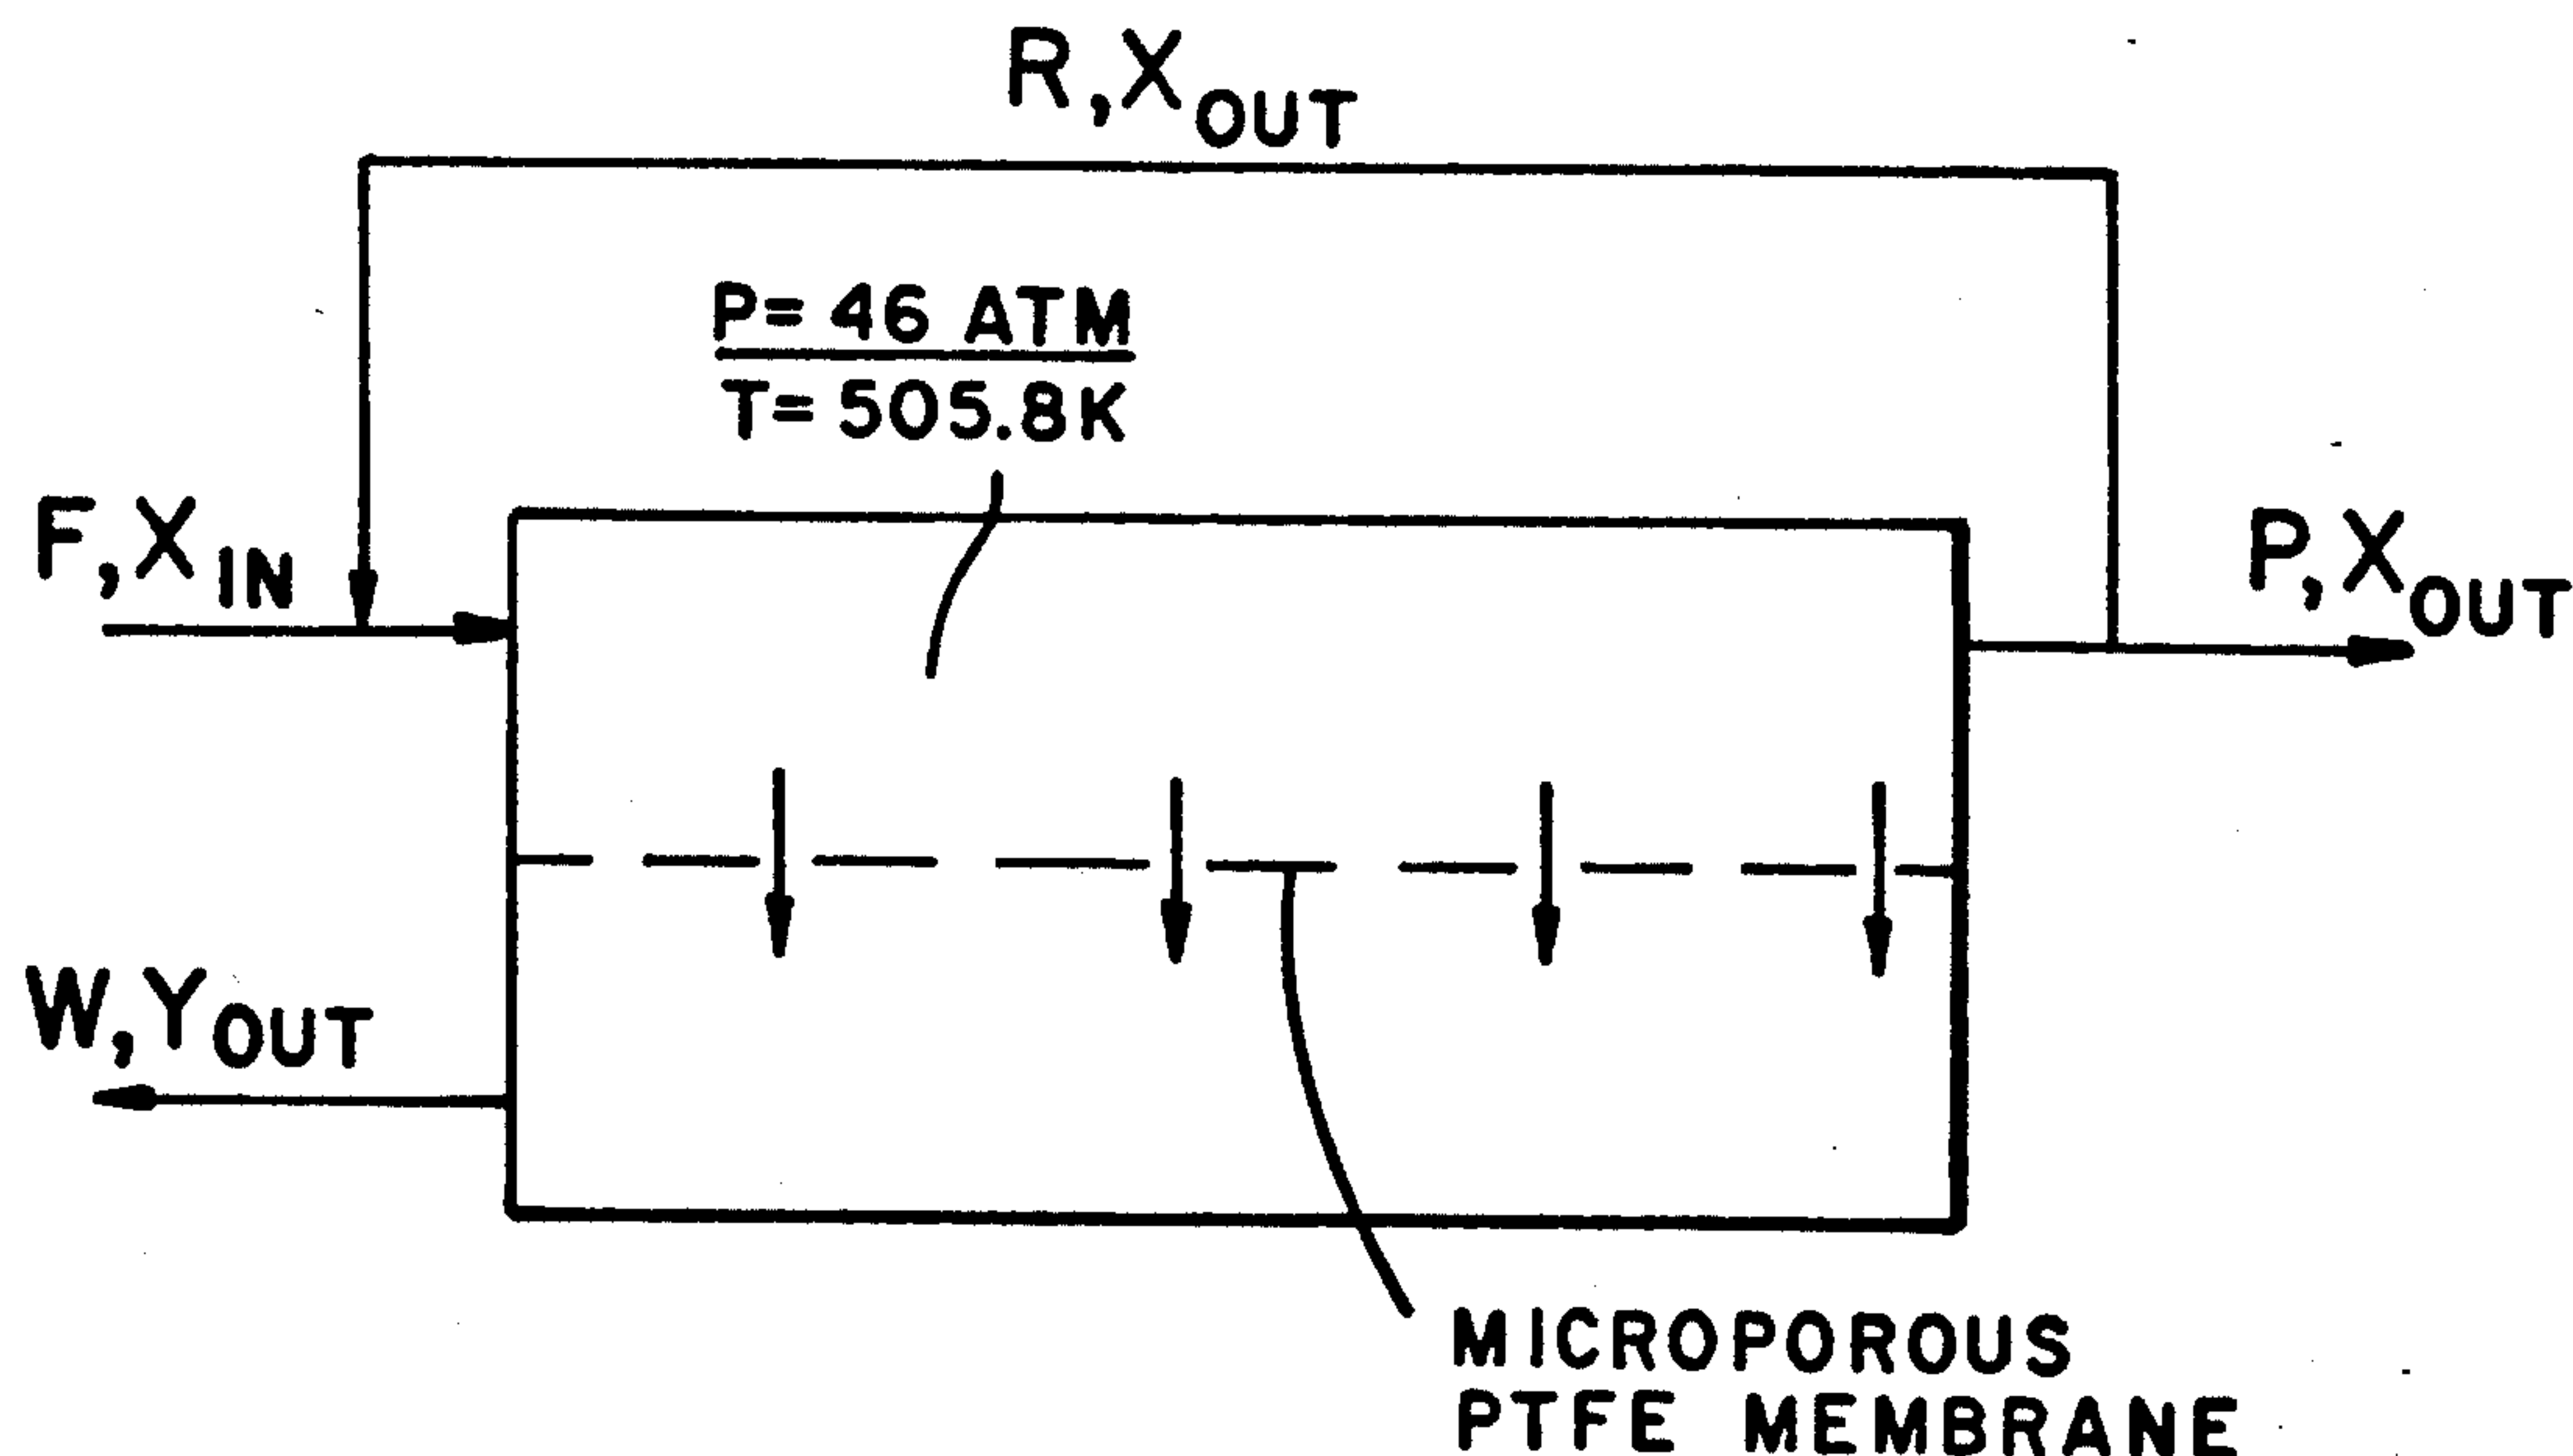 R,XOUT
P= 46 ATM
T= 505.8K
F,XIN
P,XOUT
W,YOUT
MICROPOROUS
PTFE MEMBRANE